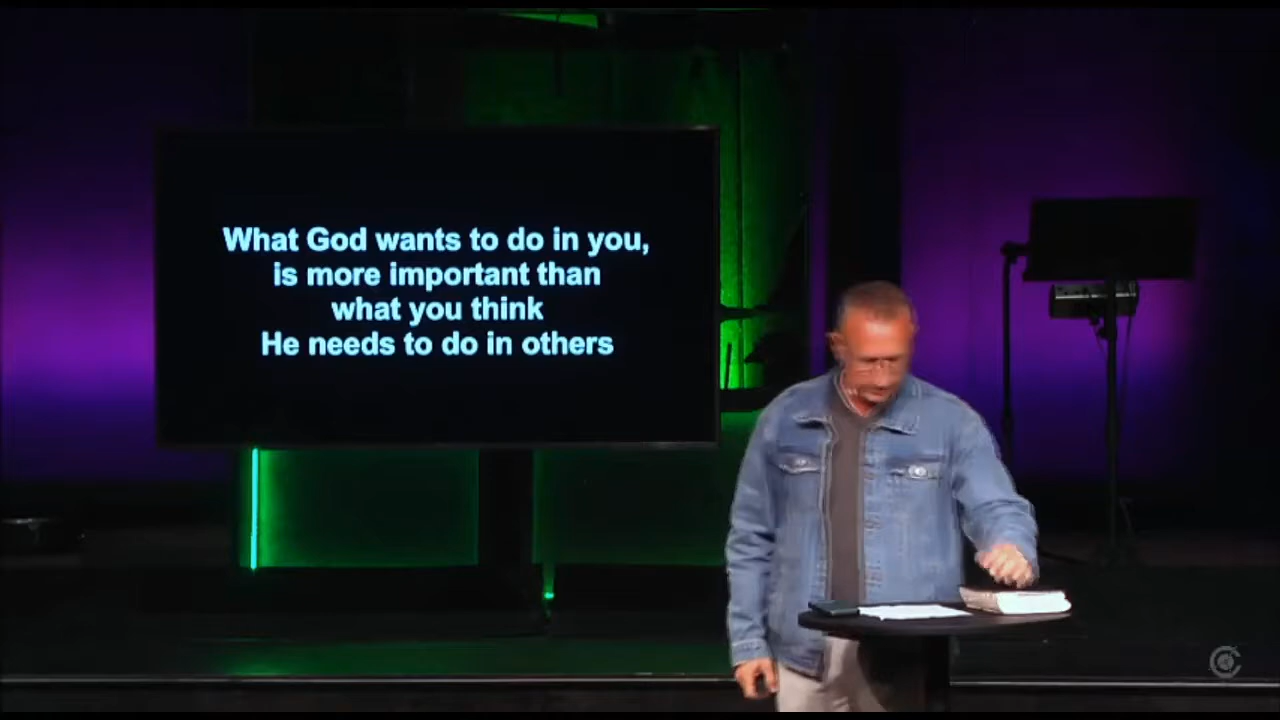 What God wants to do in you,
is more important than
what you think
He needs to do in others